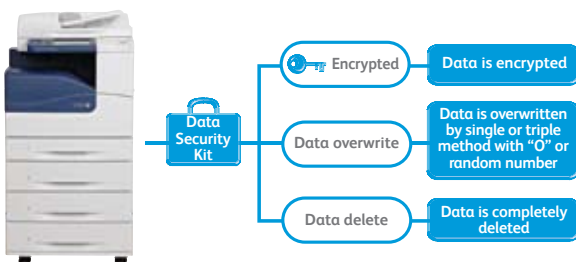 Data
Security
Kit
Encrypted
Data is encrypted
Data overwrite
Data is overwritten
by single or triple
method with “0” or
random number
Data delete
Data is completely
deleted